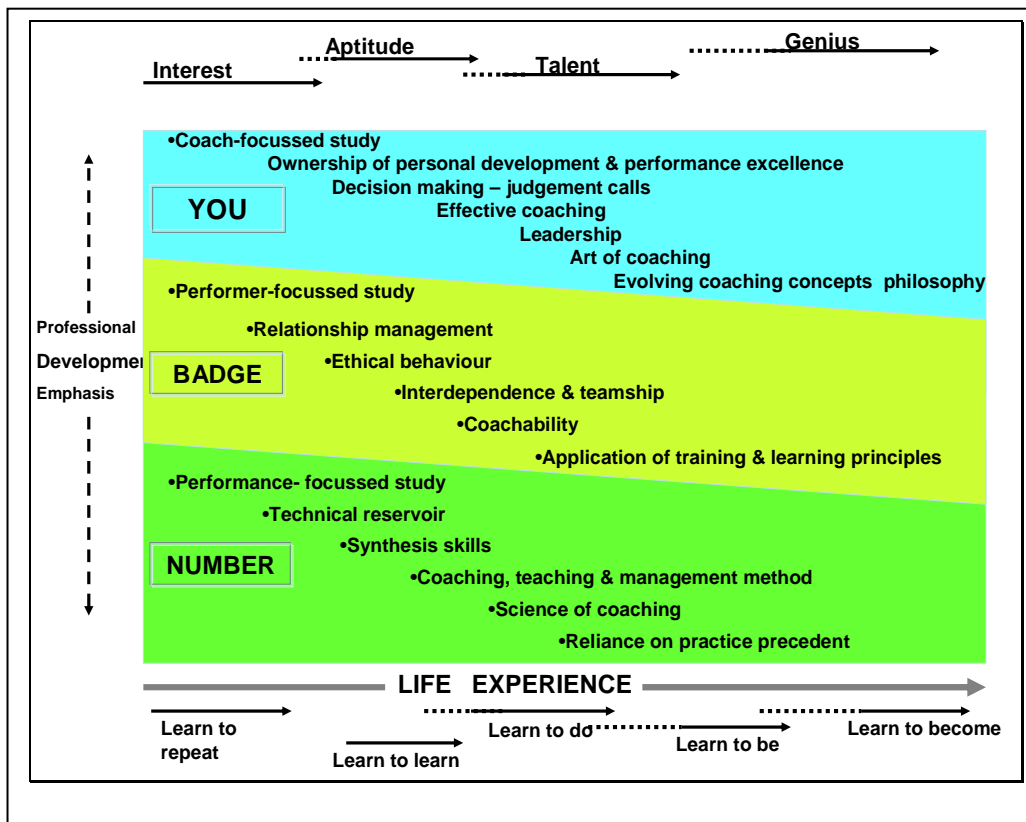 Interest
Aptitude
Talent
Genius
•Coach-focussed study
Ownership of personal development & performance excellence
Decision making – judgement calls
YOU
Effective coaching
Leadership
Art of coaching
Evolving coaching concepts philosophy
•Performer-focussed study
Professional
Development
Emphasis
•Relationship management
•Ethical behaviour
BADGE
•Interdependence & teamship
•Coachability
•Application of training & learning principles
•Performance- focussed study
•Technical reservoir
•Synthesis skills
NUMBER
•Coaching, teaching & management method
•Science of coaching
•Reliance on practice precedent
LIFE EXPERIENCE
Learn to
repeat
Learn to learn
Learn to do
Learn to be
Learn to become